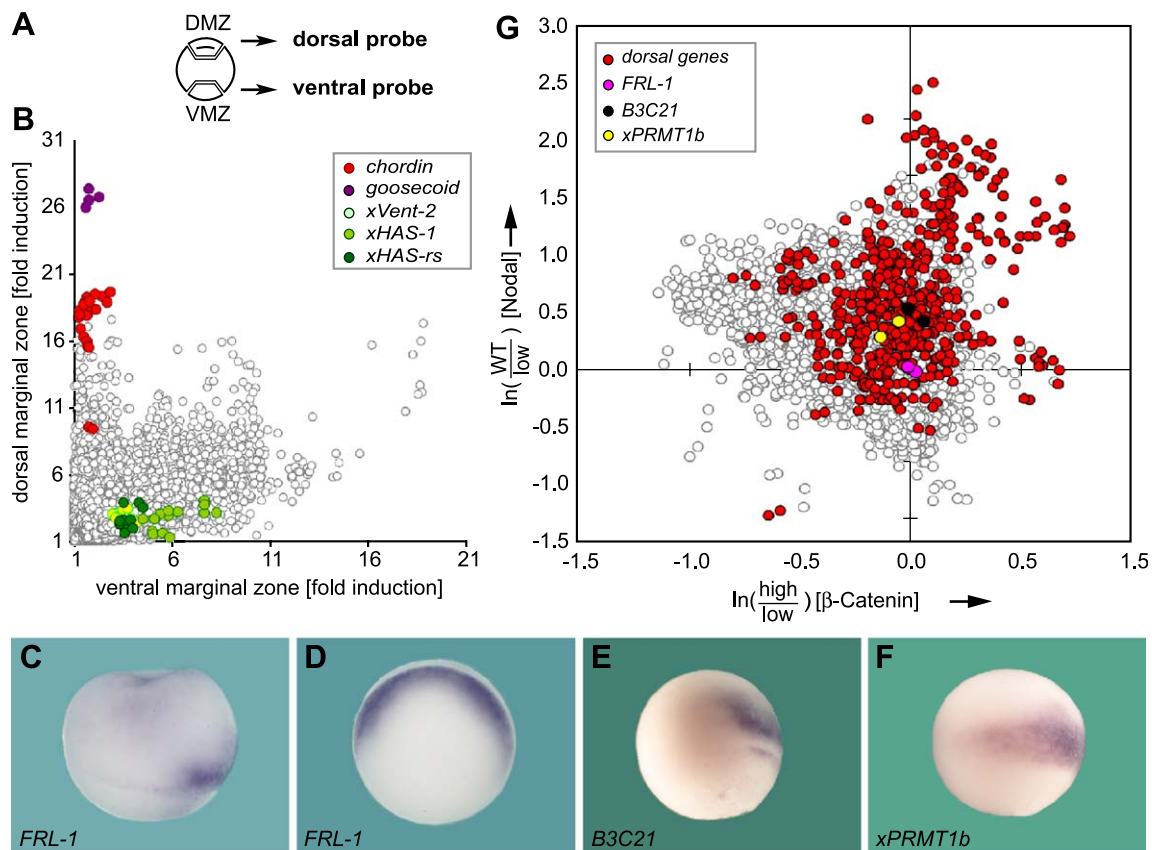 A
DMZ
dorsal probe
ventral probe
VMZ
B
dorsal marginal zone [fold induction]
31
26
21
16
11
6
1
1 6 11 16 21
ventral marginal zone [fold induction]
chordin
goosecoid
xVent-2
xHAS-1
xHAS-rs
G
ln(WT/low) [Nodal]
3.0
2.5
2.0
1.5
1.0
0.5
0.0
-0.5
-1.0
-1.5
-1.5 -1.0 -0.5 0.0 0.5 1.5
ln(high/low) [β-Catenin]
dorsal genes
FRL-1
B3C21
xPRMT1b
C
FRL-1
D
FRL-1
E
B3C21
F
xPRMT1b